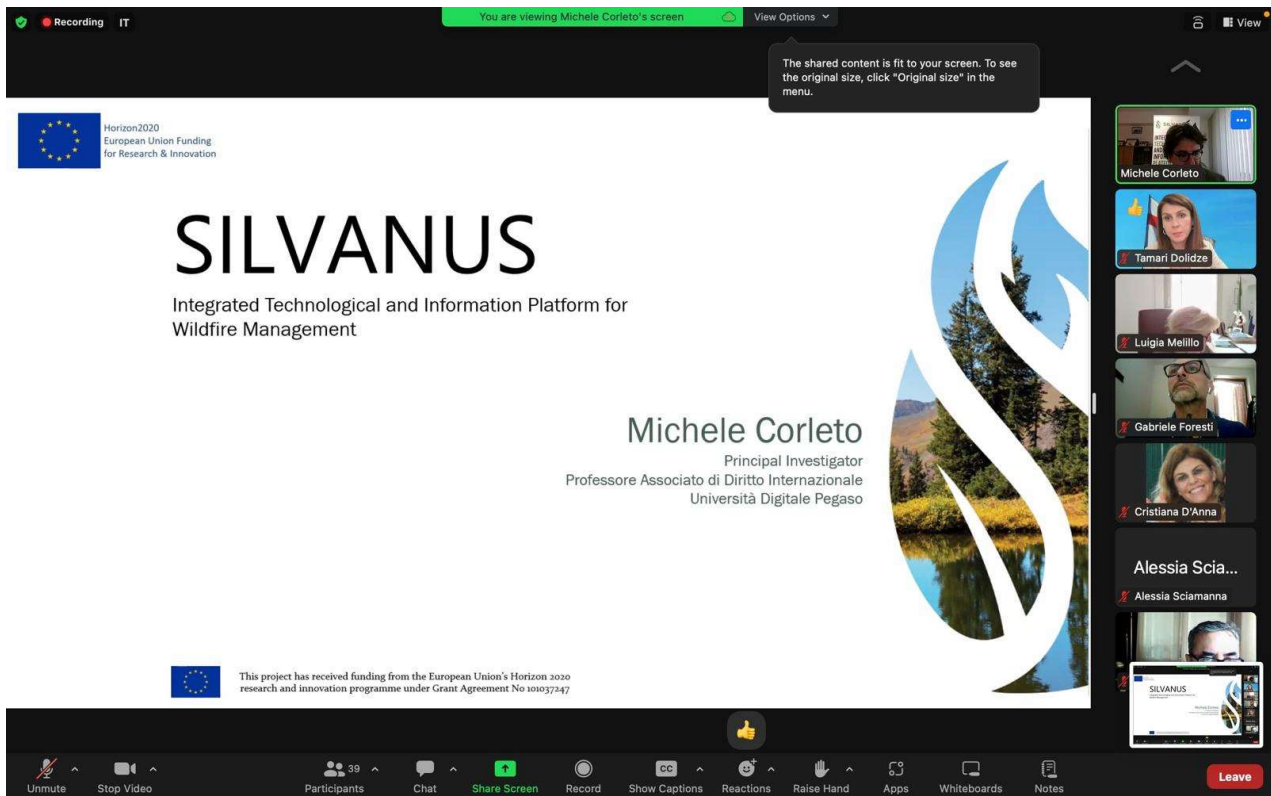 Recording IT
You are viewing Michele Corleto's screen
View Options
View
The shared content is fit to your screen. To see
the original size, click "Original size" in the
menu.
Horizon2020
European Union Funding
for Research & Innovation
SILVANUS
Integrated Technological and Information Platform for
Wildfire Management
Michele Corleto
Principal Investigator
Professore Associato di Diritto Internazionale
Università Digitale Pegaso
This project has received funding from the European Union's Horizon 2020
research and innovation programme under Grant Agreement No 101037247
Michele Corleto
Tamari Dolidze
Luigia Melillo
Gabriele Foresti
Cristiana D'Anna
Alessia Scia...
Alessia Sciamanna
SILVANUS
Unmute
Stop Video
39
Participants
Chat
Share Screen
Record
CC
Show Captions
Reactions
Raise Hand
Apps
Whiteboards
Notes
Leave